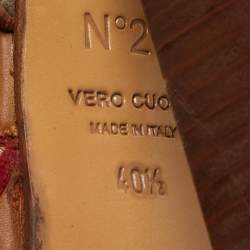 N°2
VERO CUO
MADE IN ITALY
40½